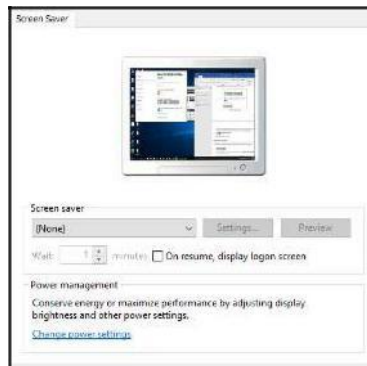 Screen Saver
Screen saver
(None)
Settings...
Preview
Wait: 1 minutes On resume, display logon screen
Power management
Conserve energy or maximize performance by adjusting display
brightness and other power settings.
Change power settings